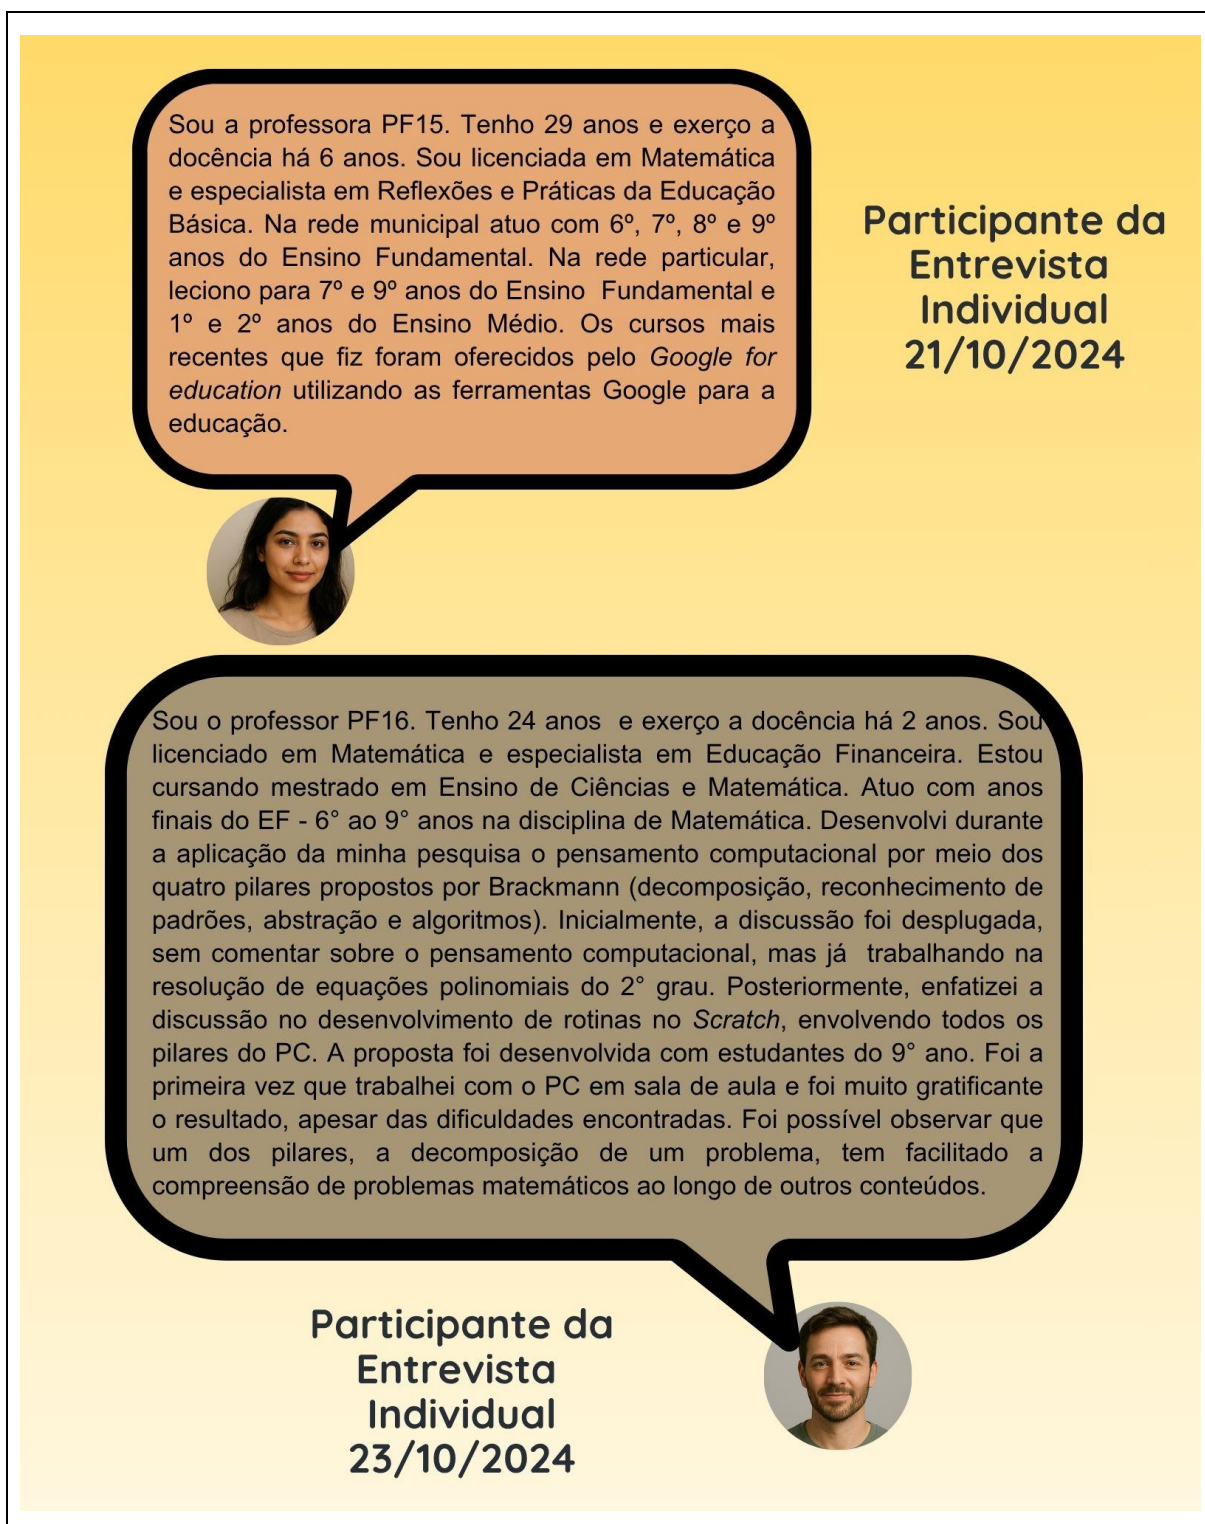 Sou a professora PF15. Tenho 29 anos e exerço a
docência há 6 anos. Sou licenciada em Matemática
e especialista em Reflexões e Práticas da Educação
Básica. Na rede municipal atuo com 6º, 7º, 8º e 9º
anos do Ensino Fundamental. Na rede particular,
leciono para 7º e 9º anos do Ensino Fundamental e
1º e 2º anos do Ensino Médio. Os cursos mais
recentes que fiz foram oferecidos pelo Google for
education utilizando as ferramentas Google para a
educação.
Participante da
Entrevista
Individual
21/10/2024
Sou o professor PF16. Tenho 24 anos e exerço a docência há 2 anos. Sou
licenciado em Matemática e especialista em Educação Financeira. Estou
cursando mestrado em Ensino de Ciências e Matemática. Atuo com anos
finais do EF - 6° ao 9° anos na disciplina de Matemática. Desenvolvi durante
a aplicação da minha pesquisa o pensamento computacional por meio dos
quatro pilares propostos por Brackmann (decomposição, reconhecimento de
padrões, abstração e algoritmos). Inicialmente, a discussão foi desplugada,
sem comentar sobre o pensamento computacional, mas já trabalhando na
resolução de equações polinomiais do 2° grau. Posteriormente, enfatizei a
discussão no desenvolvimento de rotinas no Scratch, envolvendo todos os
pilares do PC. A proposta foi desenvolvida com estudantes do 9° ano. Foi a
primeira vez que trabalhei com o PC em sala de aula e foi muito gratificante
o resultado, apesar das dificuldades encontradas. Foi possível observar que
um dos pilares, a decomposição de um problema, tem facilitado a
compreensão de problemas matemáticos ao longo de outros conteúdos.
Participante da
Entrevista
Individual
23/10/2024